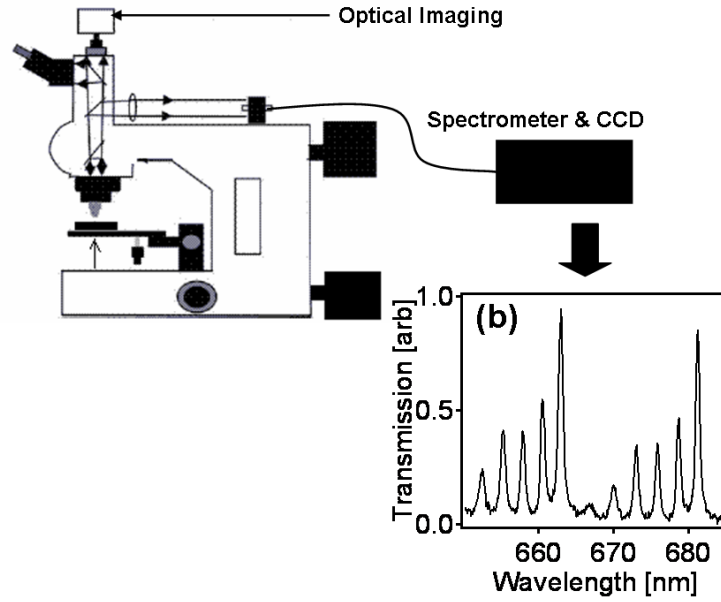 Optical Imaging
Spectrometer & CCD
(b)
Transmission [arb]
1.0
0.5
0.0
660 670 680
Wavelength [nm]